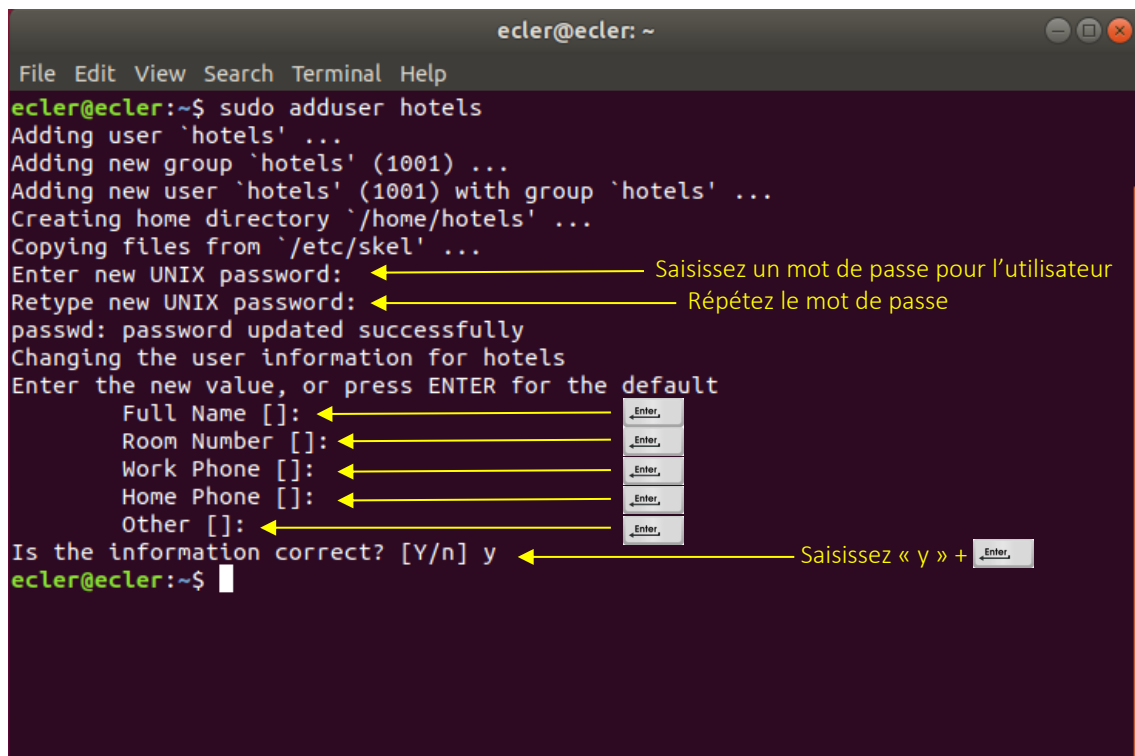 ecler@ecler: ~
File Edit View Search Terminal Help
ecler@ecler:~$ sudo adduser hotels
Adding user `hotels' ...
Adding new group `hotels' (1001) ...
Adding new user `hotels' (1001) with group `hotels' ...
Creating home directory `/home/hotels' ...
Copying files from `/etc/skel' ...
Enter new UNIX password: Saisissez un mot de passe pour l’utilisateur
Retype new UNIX password: Répétez le mot de passe
passwd: password updated successfully
Changing the user information for hotels
Enter the new value, or press ENTER for the default
Full Name []: Enter
Room Number []: Enter
Work Phone []: Enter
Home Phone []: Enter
Other []: Enter
Is the information correct? [Y/n] y Saisissez « y » + Enter
ecler@ecler:~$